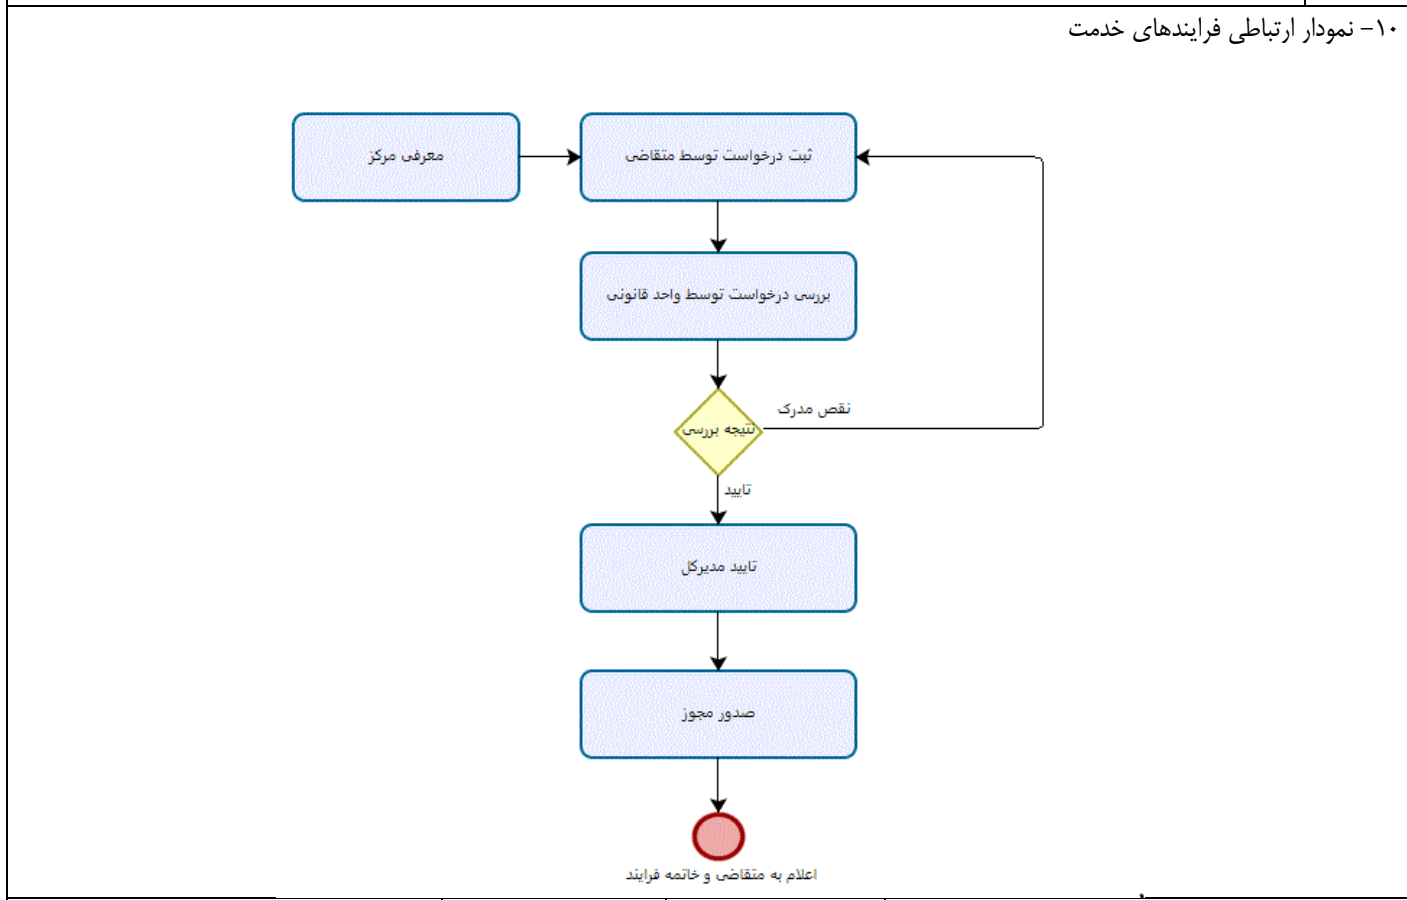 ۱۰- نمودار ارتباطی فرایندهای خدمت
معرفی مرکز
ثبت درخواست توسط متقاضی
بررسی درخواست توسط واحد قانونی
نقص مدرک
نتیجه بررسی
تایید
تایید مدیرکل
صدور مجوز
اعلام به متقاضی و خاتمه فرایند